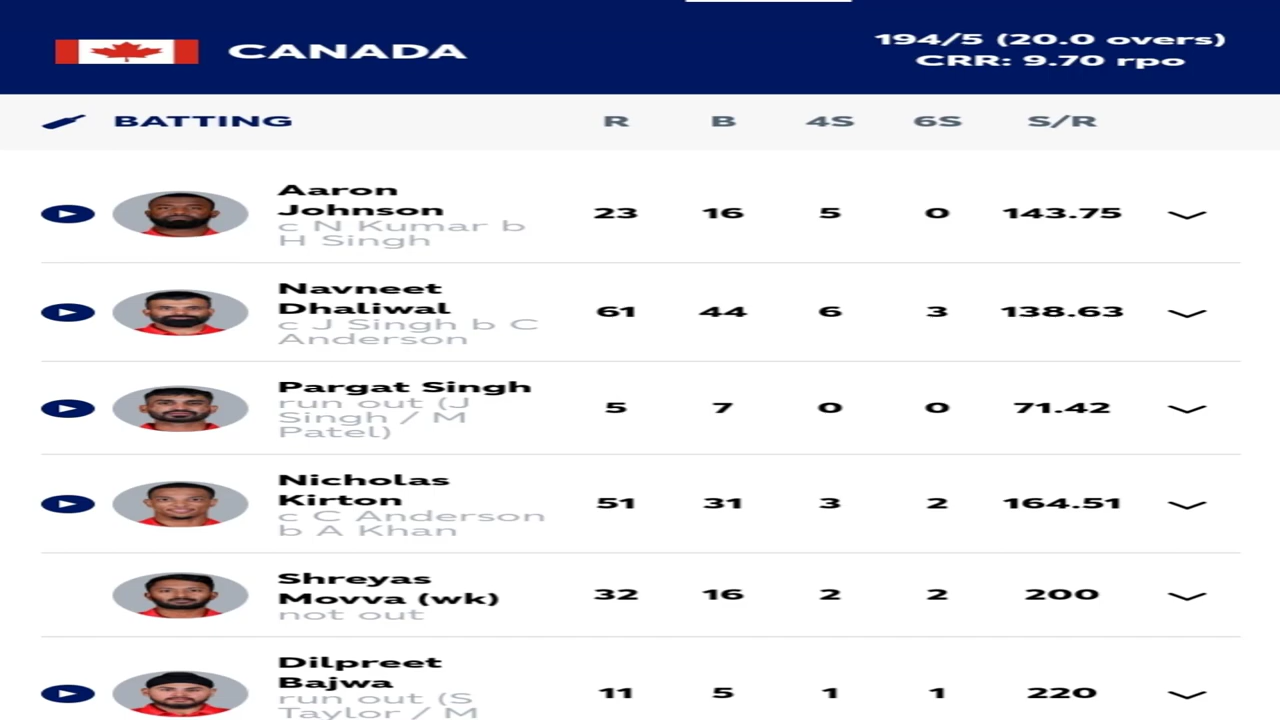 CANADA
194/5 (20.0 overs)
CRR: 9.70 rpo
BATTING R B 4S 6S S/R
Aaron
Johnson
c N Kumar b
H Singh
23 16 5 0 143.75
Navneet
Dhaliwal
c J Singh b C
Anderson
61 44 6 3 138.63
Pargat Singh
run out (J
Singh / M
Patel)
5 7 0 0 71.42
Nicholas
Kirton
c C Anderson
b A Khan
51 31 3 2 164.51
Shreyas
Movva (wk)
not out
32 16 2 2 200
Dilpreet
Bajwa
run out (S
Taylor / M
11 5 1 1 220